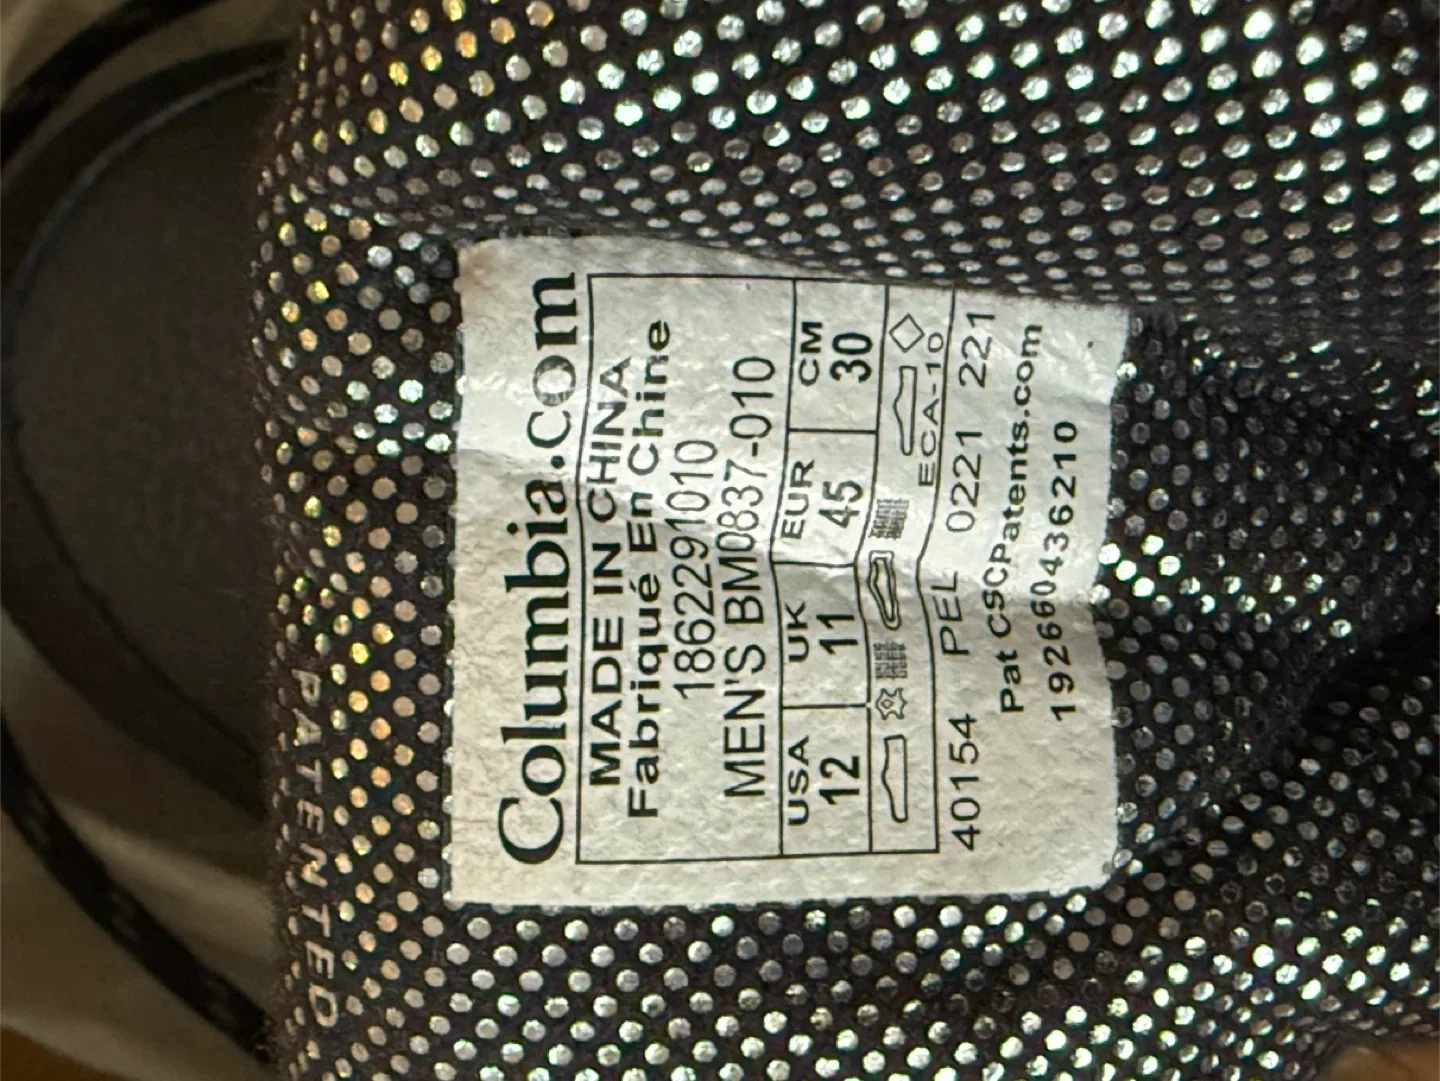 Columbia.com
MADE IN CHINA
Fabriqué En Chine
1862291010
MEN'S BM0837-010
USA UK EUR CM
12 11 45 30
ECA-10
40154 PEL 0221 221
Pat CSCPatents.com
192660436210
PATENTED